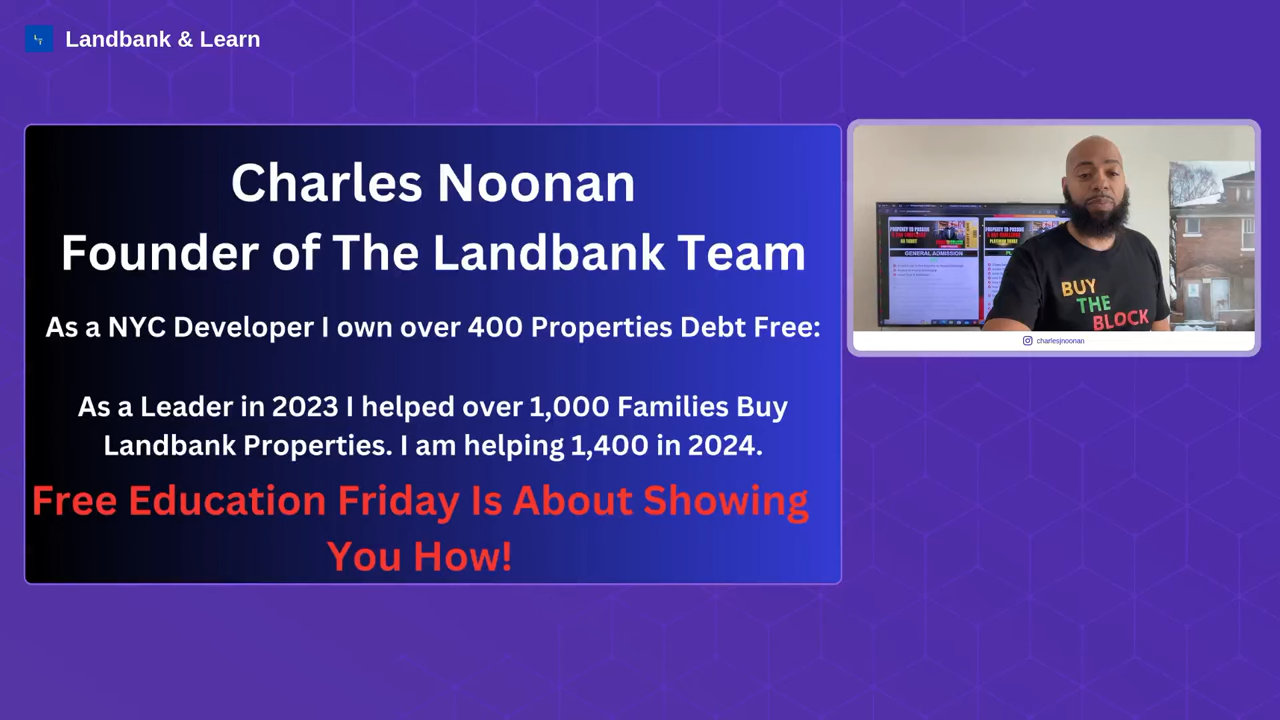 Landbank & Learn
Charles Noonan
Founder of The Landbank Team
As a NYC Developer I own over 400 Properties Debt Free:
As a Leader in 2023 I helped over 1,000 Families Buy
Landbank Properties. I am helping 1,400 in 2024.
Free Education Friday Is About Showing
You How!
GENERAL ADMISSION
BUY
THE
BLOCK
charlesjnoonan